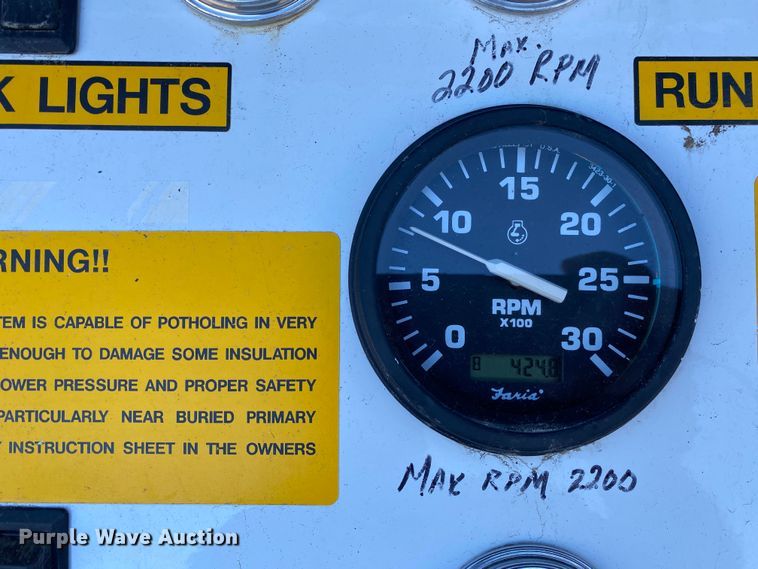 MAX.
2200 RPM
K LIGHTS
RUN
U.S.A.
15
10
20
5
25
RPM
X100
0
30
8 424.8
Faria
MAX RPM 2200
RNING!!
TEM IS CAPABLE OF POTHOLING IN VERY
ENOUGH TO DAMAGE SOME INSULATION
OWER PRESSURE AND PROPER SAFETY
PARTICULARLY NEAR BURIED PRIMARY
Y INSTRUCTION SHEET IN THE OWNERS
Purple Wave Auction